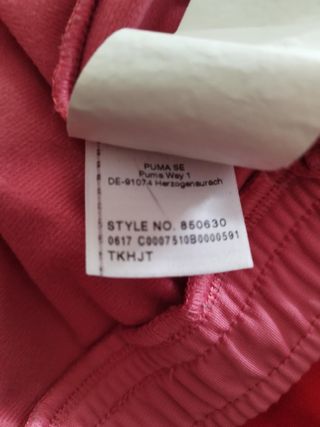 PUMA SE
Puma Way 1
DE-91074 Herzogenaurach
STYLE NO. 850630
0617 C0007510B0000591
TKHJT